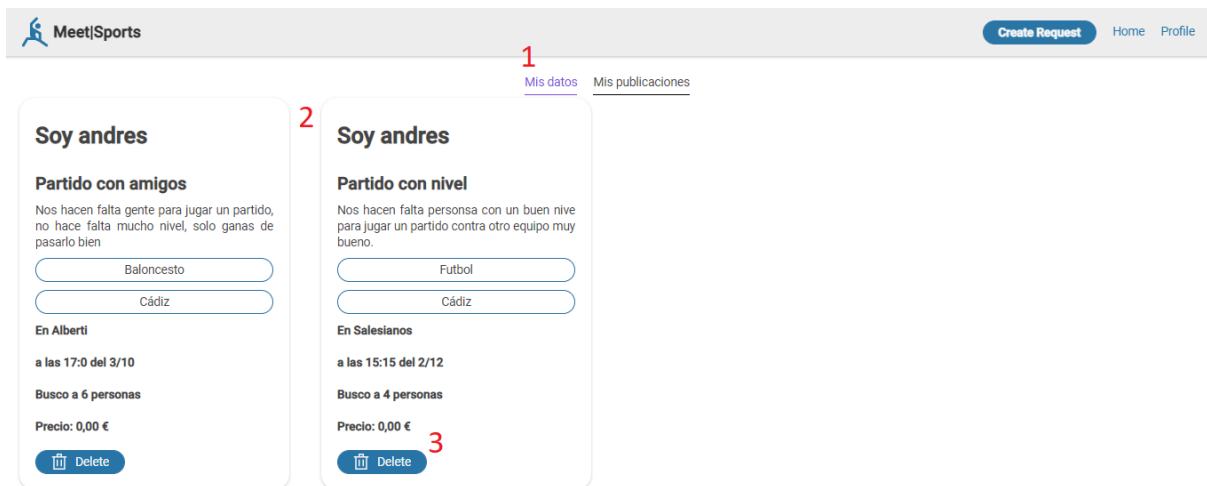 Meet|Sports
Create Request
Home
Profile
1
Mis datos
Mis publicaciones
2
Soy andres
Partido con amigos
Nos hacen falta gente para jugar un partido,
no hace falta mucho nivel, solo ganas de
pasarlo bien
Baloncesto
Cádiz
En Alberti
a las 17:0 del 3/10
Busco a 6 personas
Precio: 0,00 €
Delete
Soy andres
Partido con nivel
Nos hacen falta personsa con un buen nive
para jugar un partido contra otro equipo muy
bueno.
Futbol
Cádiz
En Salesianos
a las 15:15 del 2/12
Busco a 4 personas
Precio: 0,00 €
3
Delete